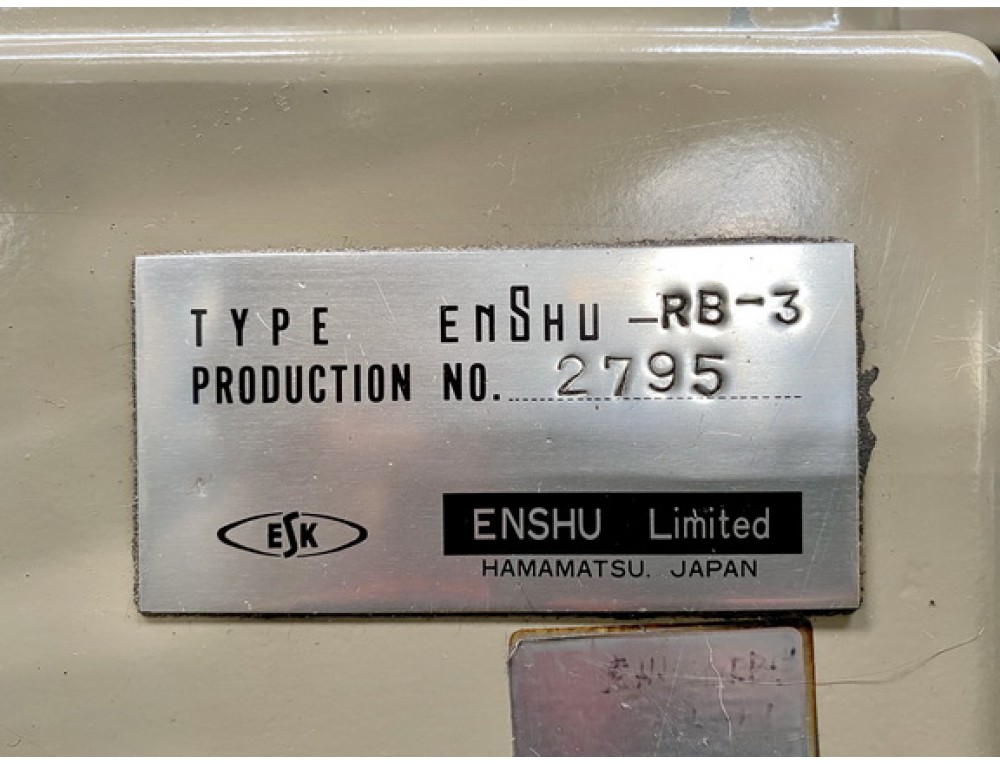 TYPE ENSHU -RB-3
PRODUCTION NO. 2795
ESK
ENSHU Limited
HAMAMATSU. JAPAN